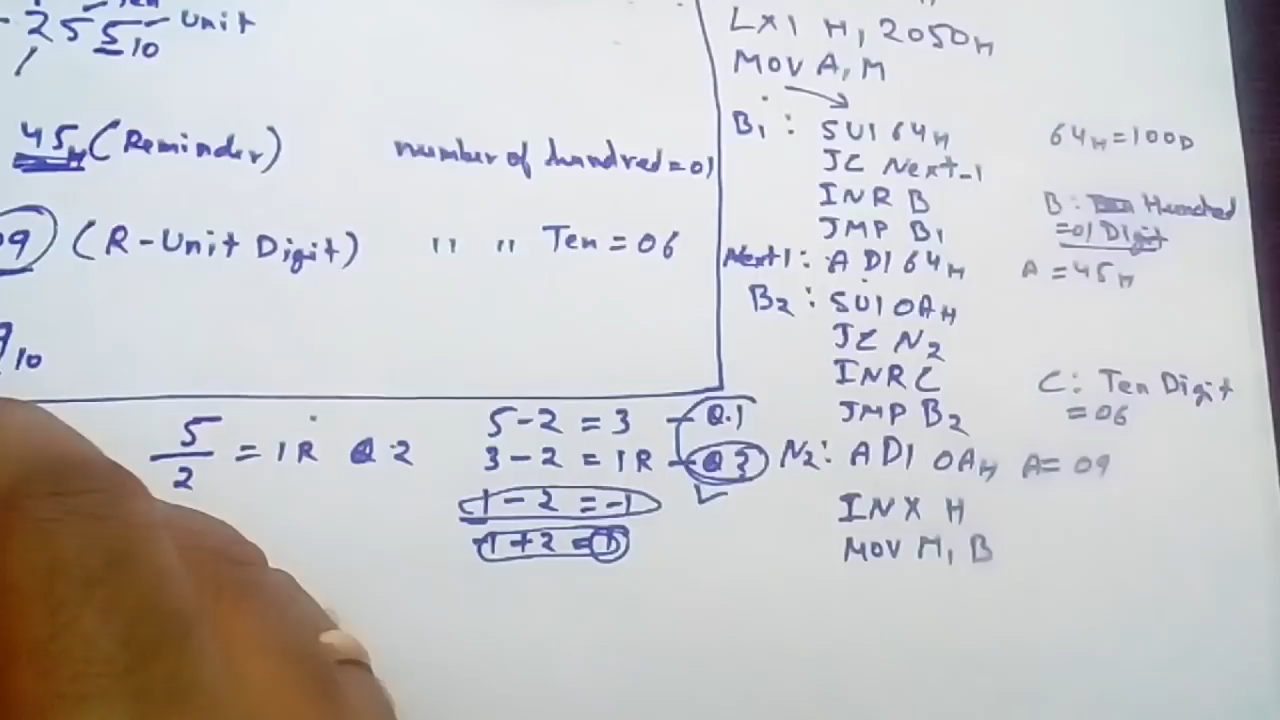 255
10
Unit
45H (Reminder)
number of hundred = 01
09 (R-Unit Digit)
" " Ten = 06
10
5/2 = 1R Q 2
5-2 = 3 - Q.1
3-2 = 1R - Q 2
1-2 = -1
-1+2 = 1
LXI H, 2050H
MOV A, M
B1 : SUI 64H
JC Next-1
INR B
JMP B1
Next1 : ADI 64H
B2 : SUI 0AH
JC N2
INR C
JMP B2
N2 : ADI 0AH
INX H
MOV M, B
64H = 100D
B : Hundred
= 01 Digit
A = 45H
C : Ten Digit
= 06
A = 09